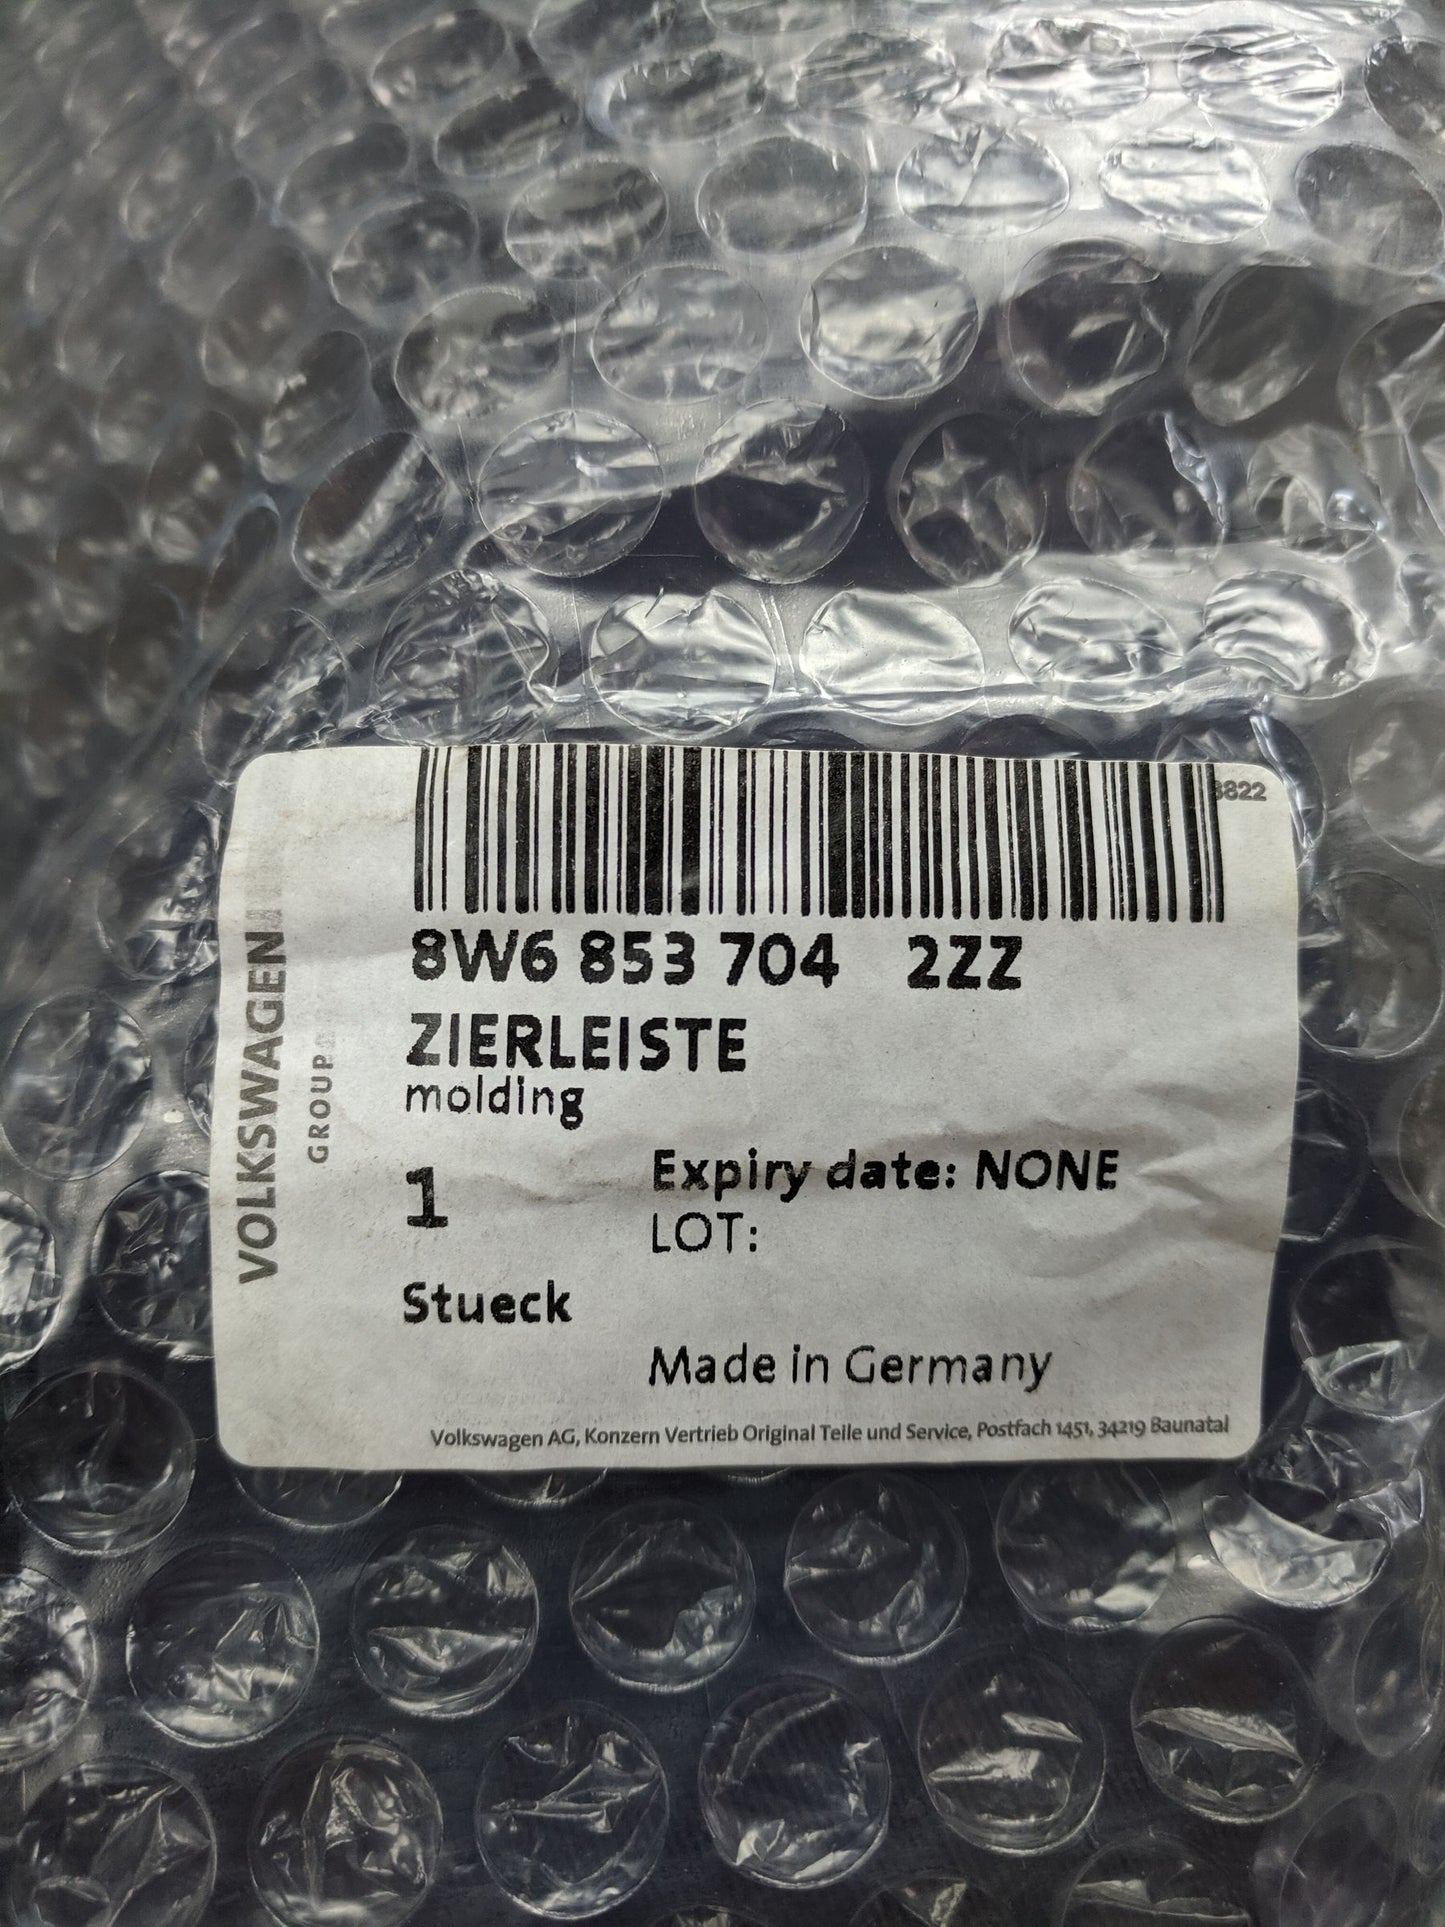 8822
8W6 853 704 2ZZ
ZIERLEISTE
molding
1
Expiry date: NONE
LOT:
Stueck
Made in Germany
Volkswagen AG, Konzern Vertrieb Original Teile und Service, Postfach 1451, 34219 Baunatal
VOLKSWAGEN
GROUP